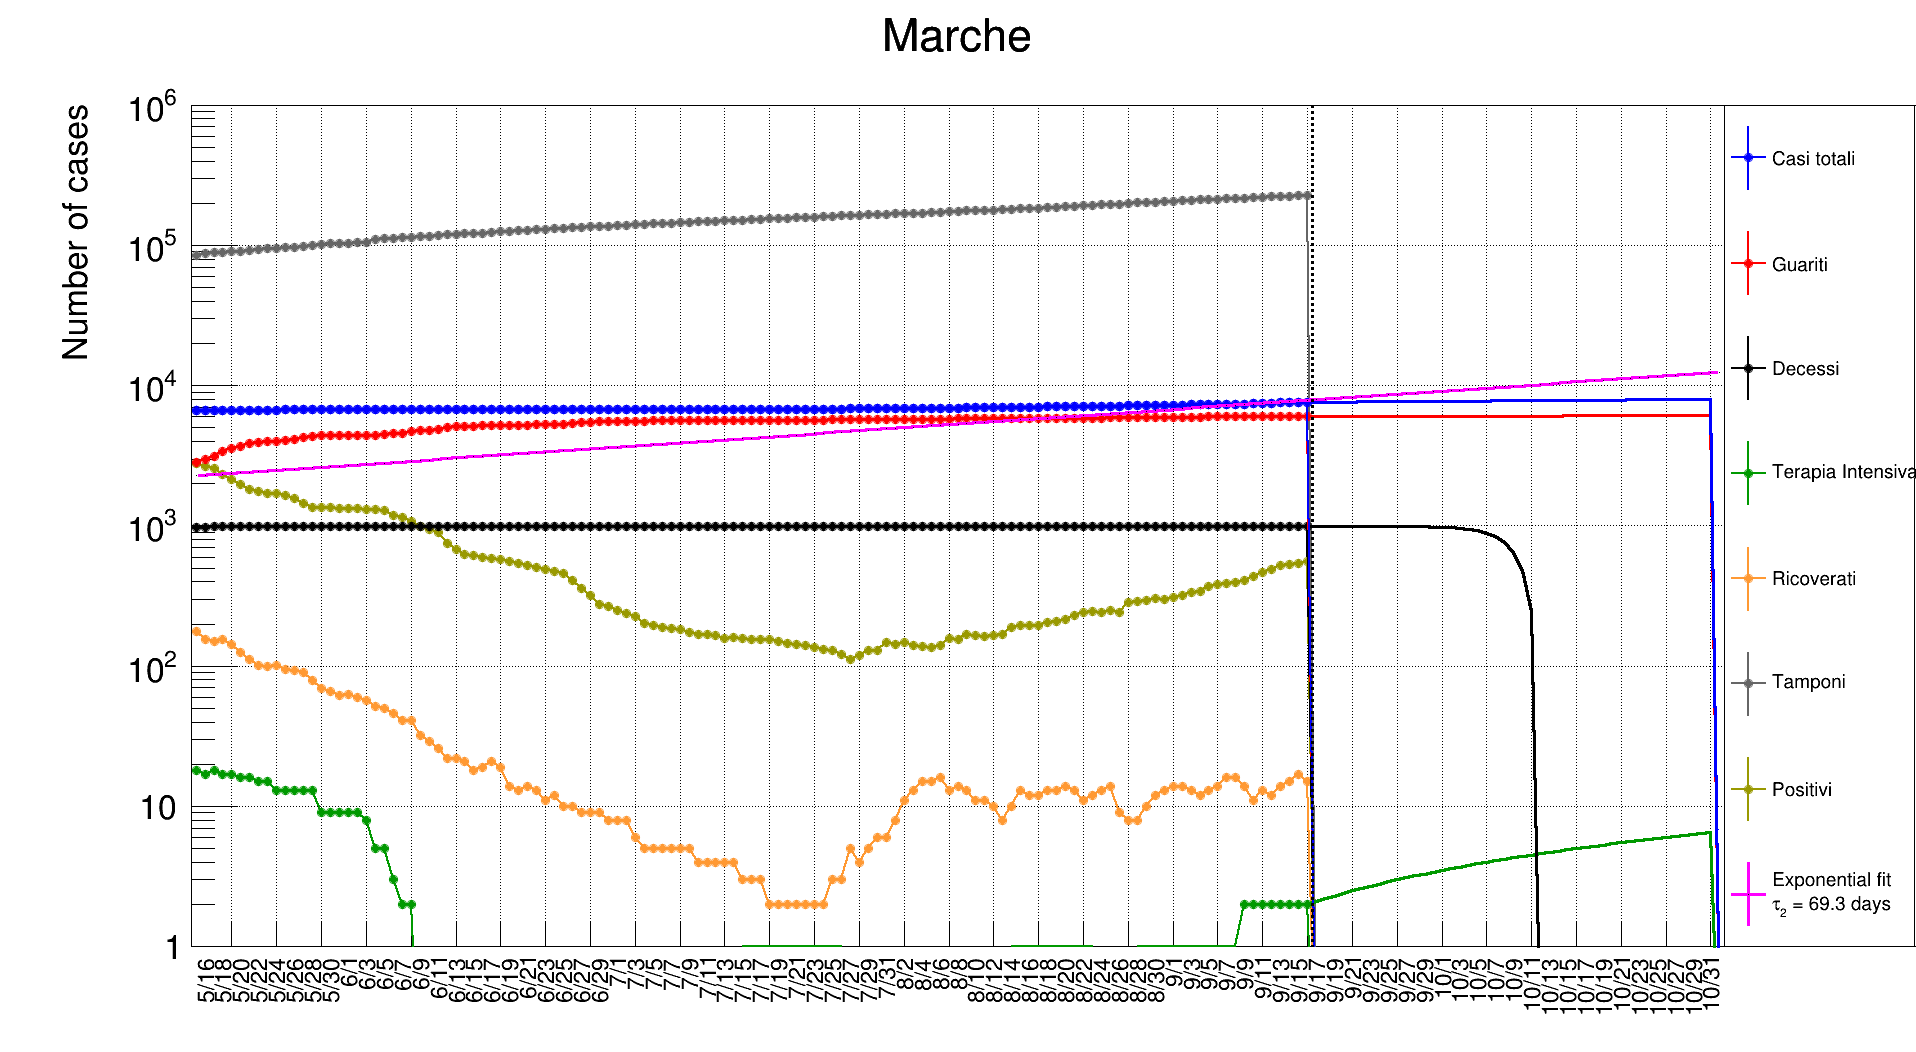 Marche
Number of cases
10^6
10^5
10^4
10^3
10^2
10
1
5/16 5/18 5/20 5/22 5/24 5/26 5/28 5/30 6/1 6/3 6/5 6/7 6/9 6/11 6/13 6/15 6/17 6/19 6/21 6/23 6/25 6/27 6/29 7/1 7/3 7/5 7/7 7/9 7/11 7/13 7/15 7/17 7/19 7/21 7/23 7/25 7/27 7/29 7/31 8/2 8/4 8/6 8/8 8/10 8/12 8/14 8/16 8/18 8/20 8/22 8/24 8/26 8/28 8/30 9/1 9/3 9/5 9/7 9/9 9/11 9/13 9/15 9/17 9/19 9/21 9/23 9/25 9/27 9/29 10/1 10/3 10/5 10/7 10/9 10/11 10/13 10/15 10/17 10/19 10/21 10/23 10/25 10/27 10/29 10/31
Casi totali
Guariti
Decessi
Terapia Intensiva
Ricoverati
Tamponi
Positivi
Exponential fit
τ₂ = 69.3 days